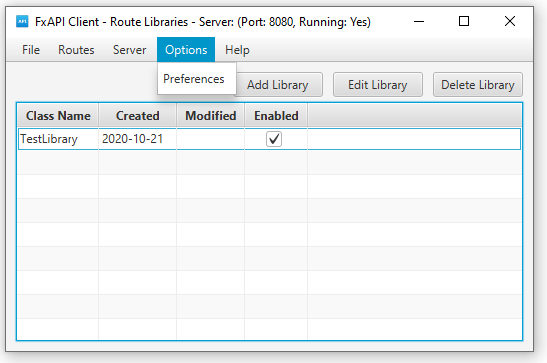 API FxAPI Client - Route Libraries - Server: (Port: 8080, Running: Yes)
File Routes Server Options Help
Preferences Add Library Edit Library Delete Library
Class Name Created Modified Enabled
TestLibrary 2020-10-21